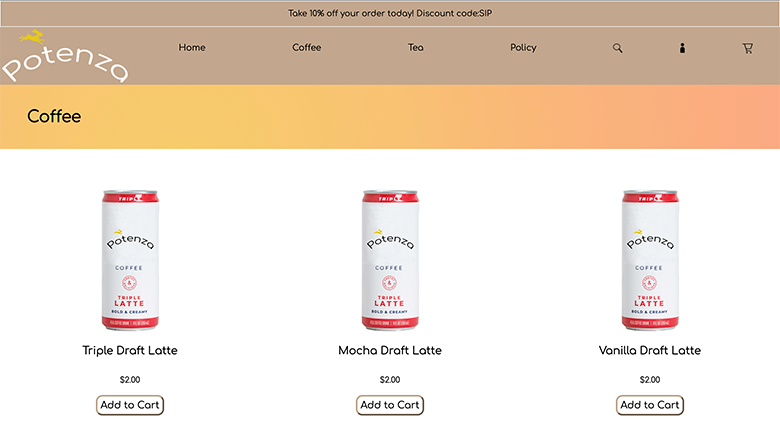 Take 10% off your order today! Discount code:SIP
Potenza
Home Coffee Tea Policy
Coffee
TRIPLE
Potenza
COFFEE
&
TRIPLE
LATTE
BOLD & CREAMY
TRIPLE
Potenza
COFFEE
&
TRIPLE
LATTE
BOLD & CREAMY
TRIPLE
Potenza
COFFEE
&
TRIPLE
LATTE
BOLD & CREAMY
Triple Draft Latte
Mocha Draft Latte
Vanilla Draft Latte
$2.00
$2.00
$2.00
Add to Cart
Add to Cart
Add to Cart